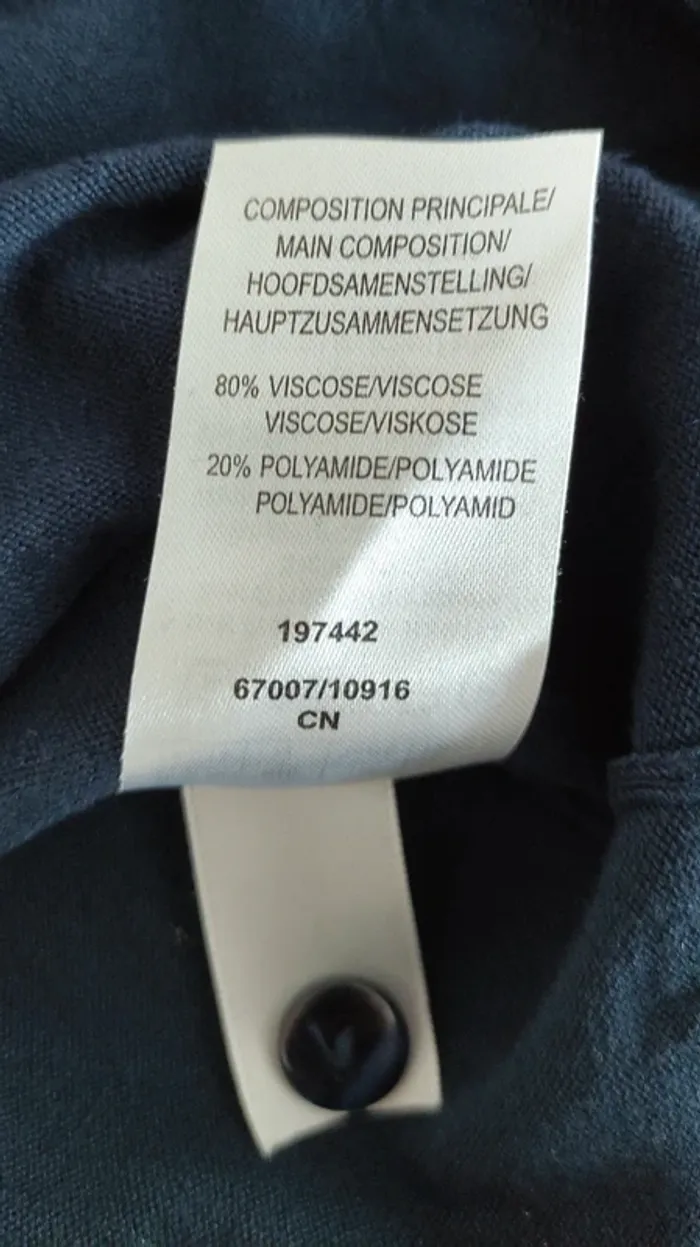 COMPOSITION PRINCIPALE/
MAIN COMPOSITION/
HOOFDSAMENSTELLING/
HAUPTZUSAMMENSETZUNG
80% VISCOSE/VISCOSE
VISCOSE/VISKOSE
20% POLYAMIDE/POLYAMIDE
POLYAMIDE/POLYAMID
197442
67007/10916
CN